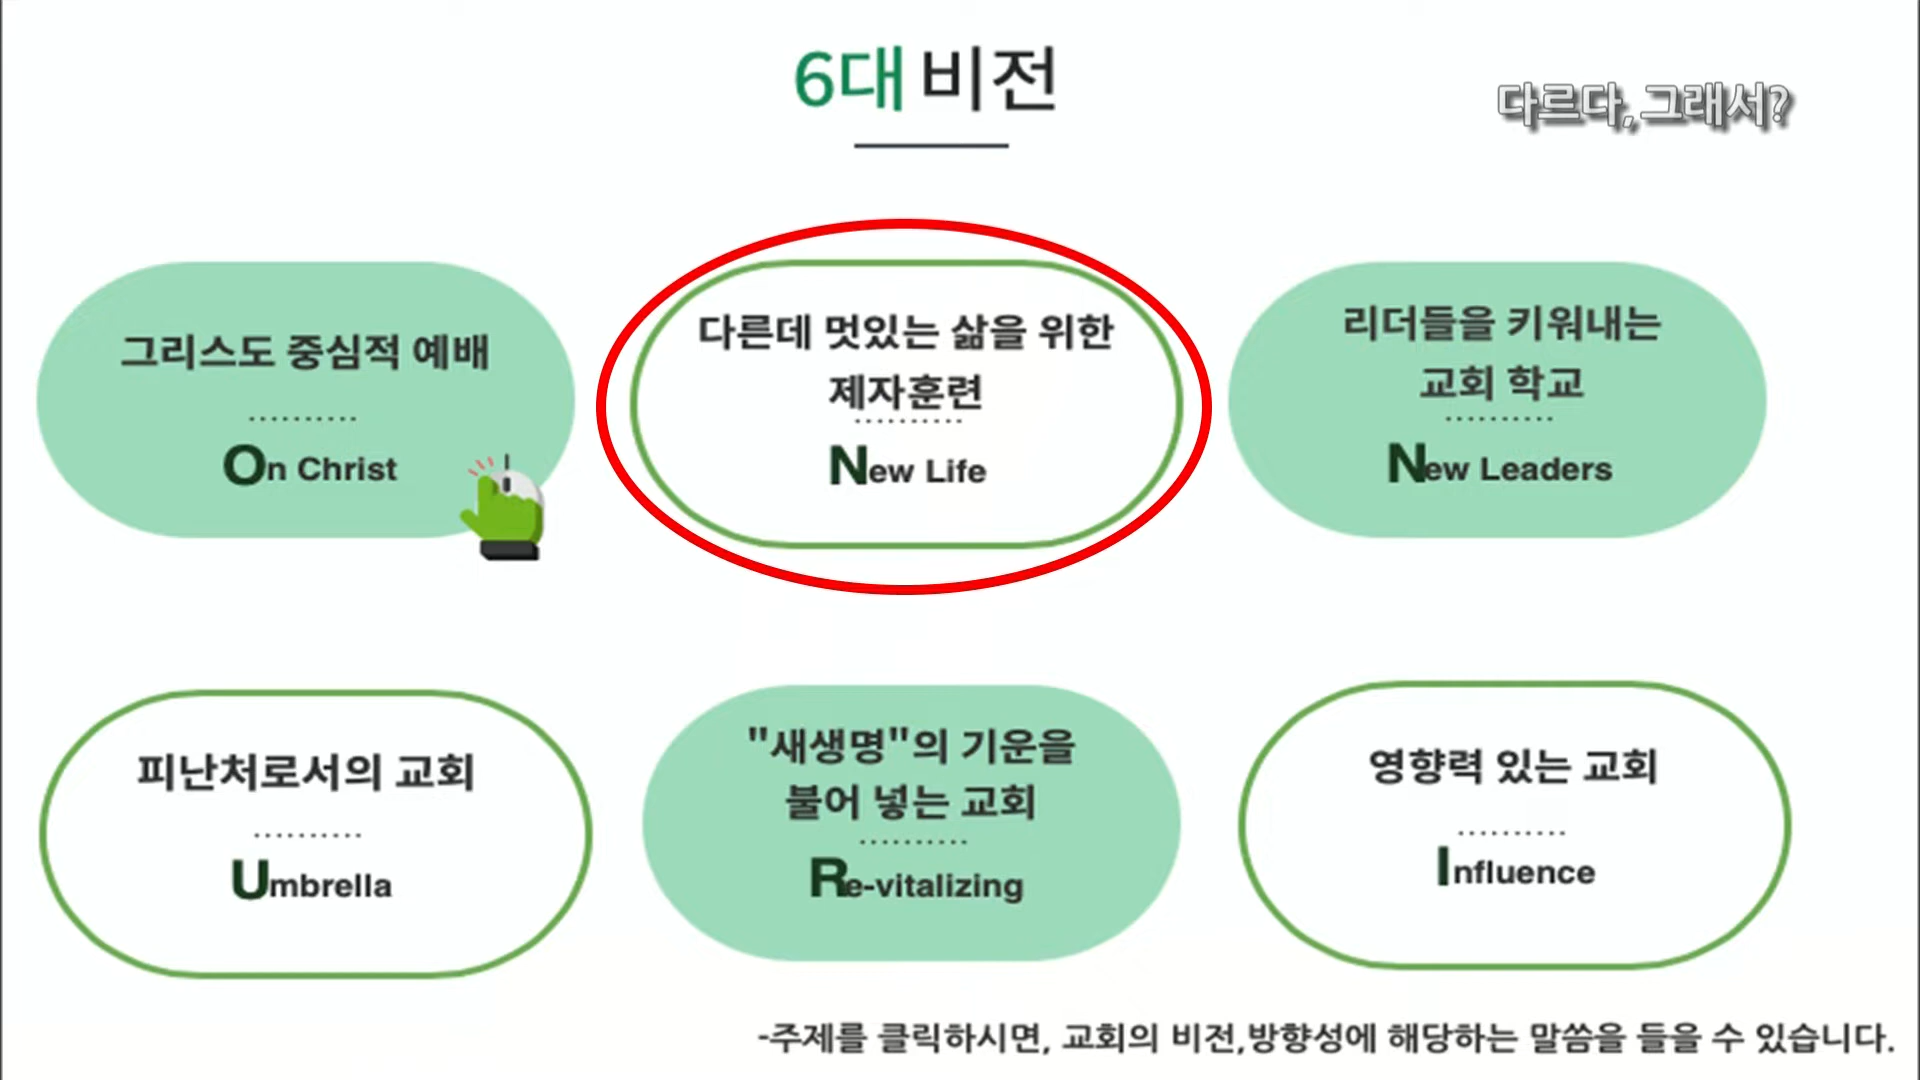 6대 비전
다르다, 그래서?
그리스도 중심적 예배
On Christ
다른데 멋있는 삶을 위한
제자훈련
New Life
리더들을 키워내는
교회 학교
New Leaders
피난처로서의 교회
Umbrella
"새생명"의 기운을
불어 넣는 교회
Re-vitalizing
영향력 있는 교회
Influence
-주제를 클릭하시면, 교회의 비전,방향성에 해당하는 말씀을 들을 수 있습니다.